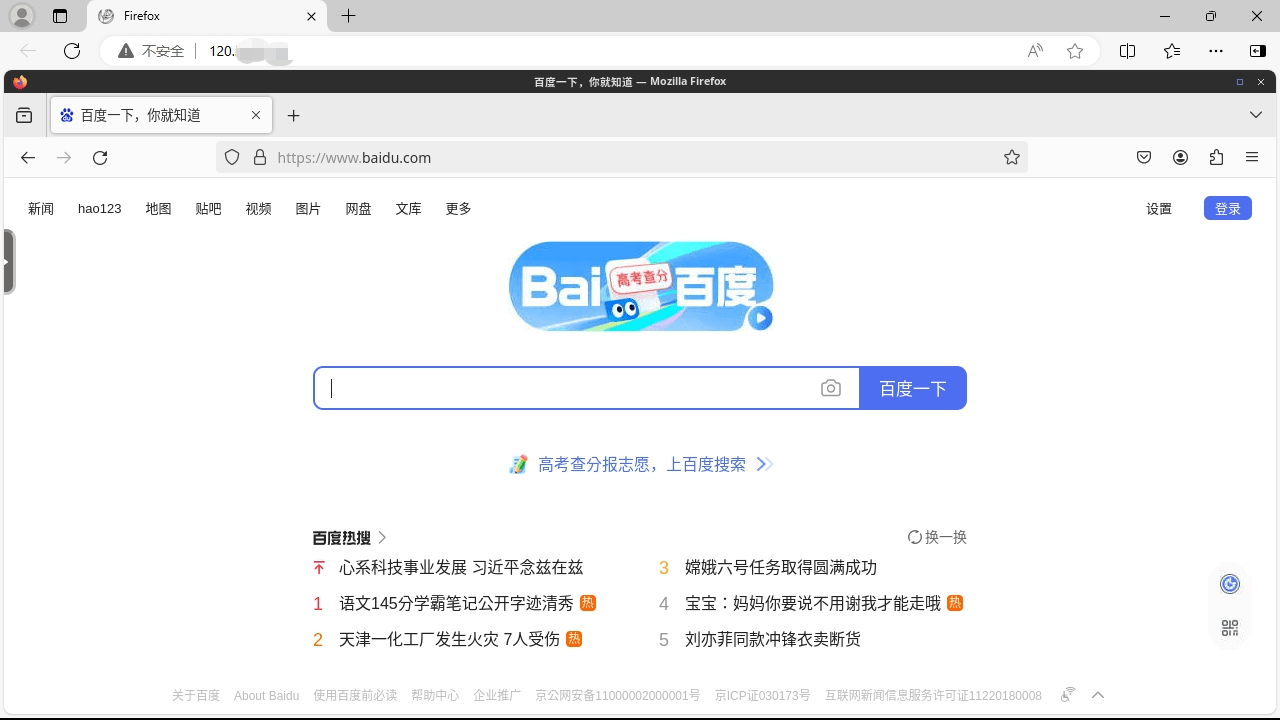 Firefox
不安全 120.
百度一下，你就知道 — Mozilla Firefox
百度一下，你就知道
https://www.baidu.com
新闻 hao123 地图 贴吧 视频 图片 网盘 文库 更多 设置 登录
Bai 高考查分 百度
百度一下
高考查分报志愿，上百度搜索
百度热搜 换一换
心系科技事业发展 习近平念兹在兹
1 语文145分学霸笔记公开字迹清秀 热
2 天津一化工厂发生火灾 7人受伤 热
3 嫦娥六号任务取得圆满成功
4 宝宝：妈妈你要说不用谢我才能走哦 热
5 刘亦菲同款冲锋衣卖断货
关于百度 About Baidu 使用百度前必读 帮助中心 企业推广 京公网安备11000002000001号 京ICP证030173号 互联网新闻信息服务许可证11220180008